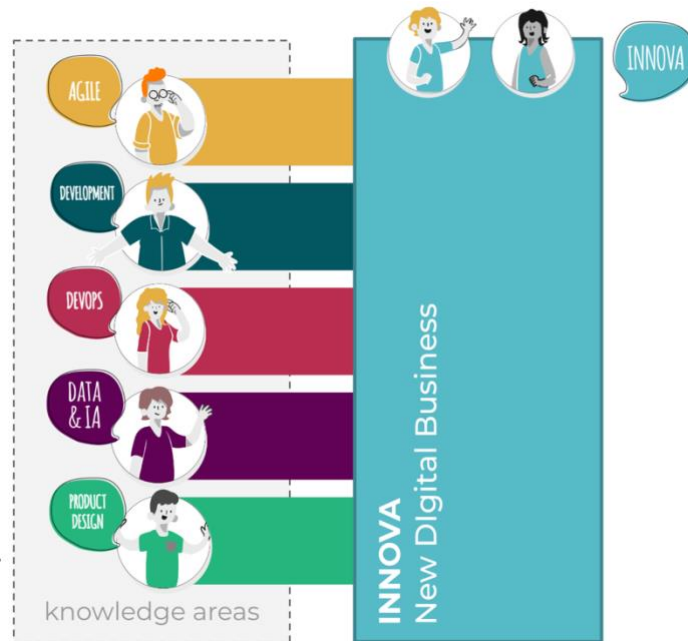 AGILE
DEVELOPMENT
DEVOPS
DATA
& IA
PRODUCT
DESIGN
knowledge areas
INNOVA
New DIgital Business
INNOVA